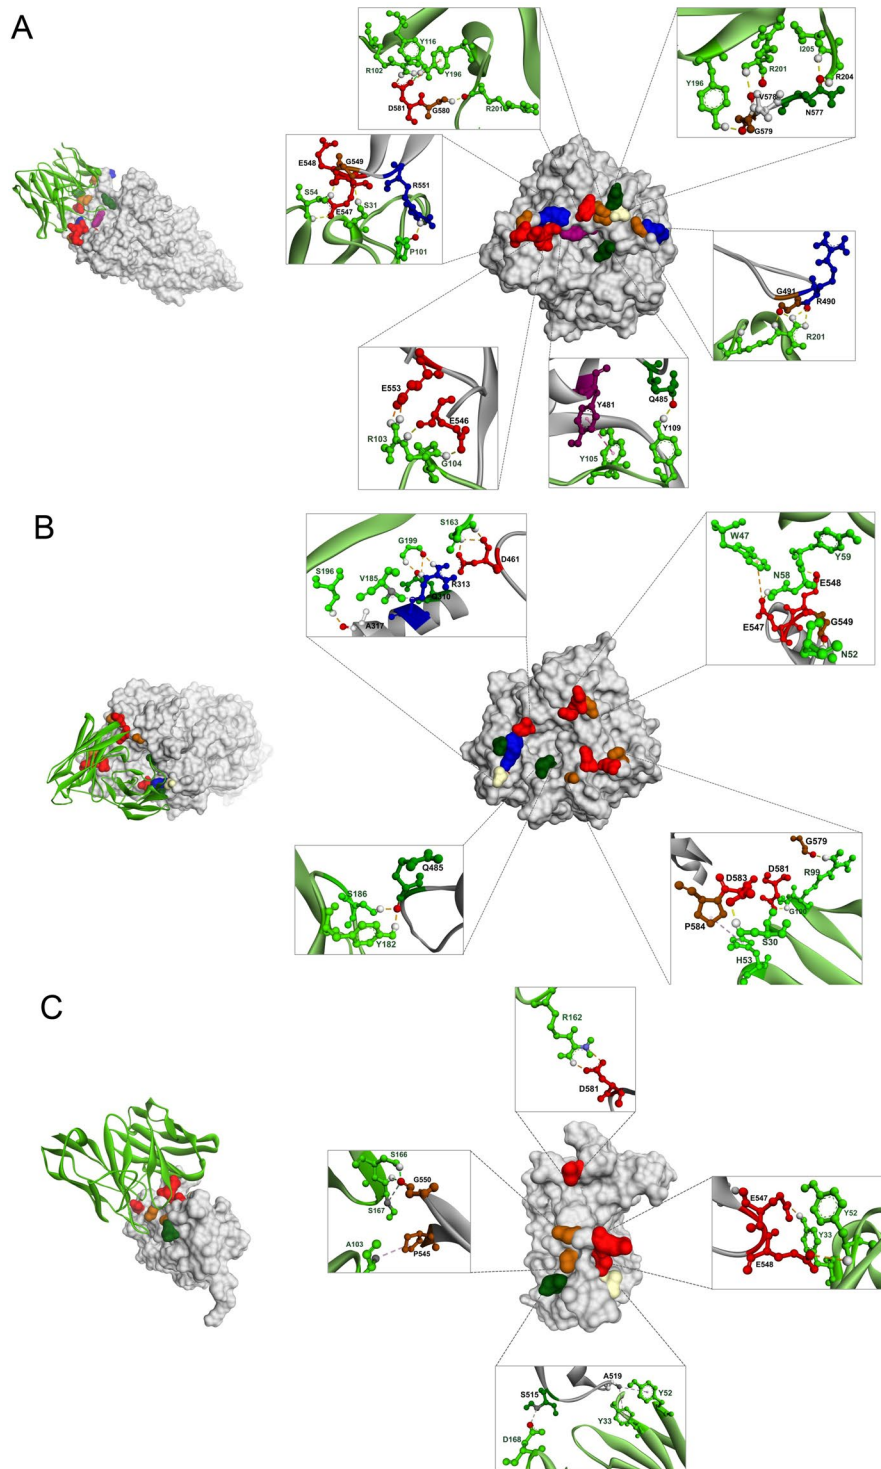 A
Y116
R102
Y196
D581
G580
R201
I205
R201
R204
Y196
V578
N577
G579
E548
G549
R551
S54
S31
E547
P101
G491
R490
R201
E553
E546
R103
G104
Q485
Y481
Y109
Y105
B
S163
G199
D461
S196
V185
R313
A317
W47
Y59
N58
E548
E547
G549
N52
S186
Q485
Y182
G579
D583
D581
R99
G100
P584
S30
H53
C
R162
D581
S166
G550
S167
A103
P545
E547
Y52
Y33
E548
A519
S515
Y52
Y33
D168